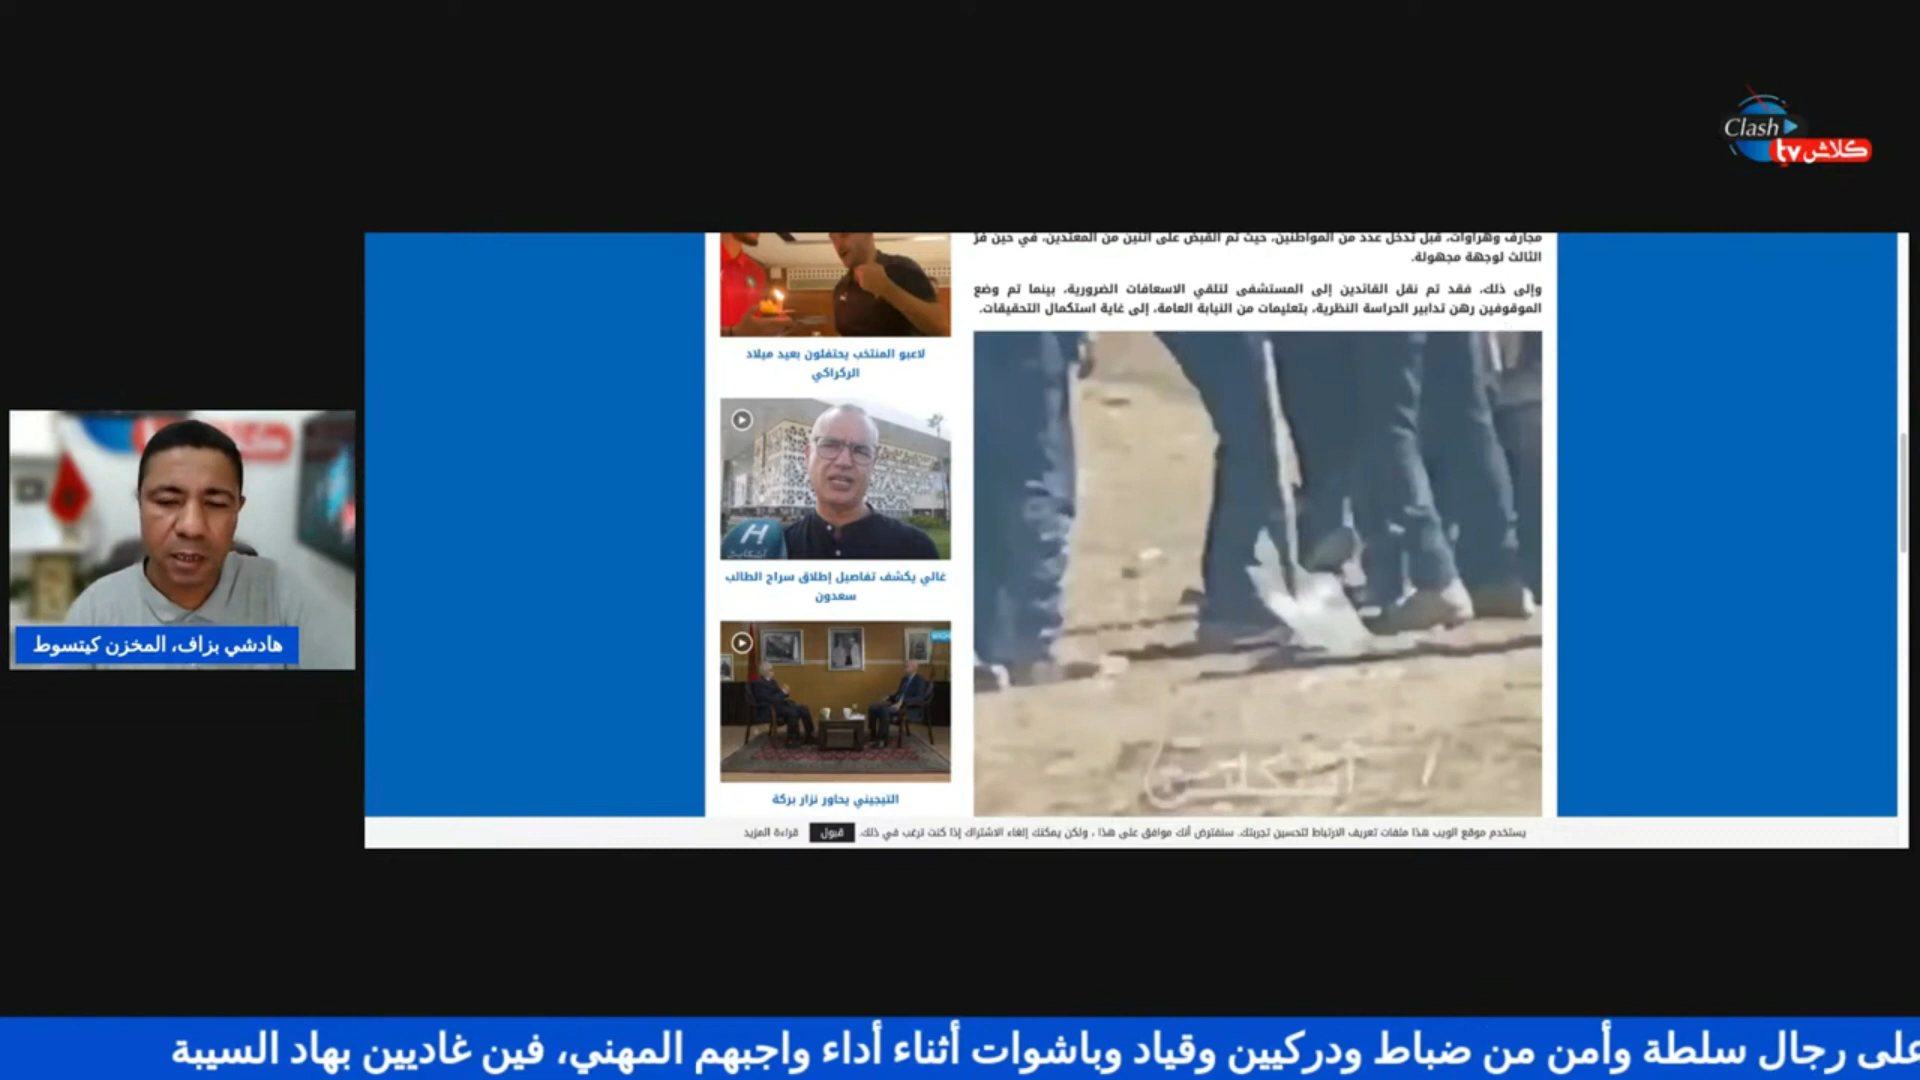 Clash
كلاش tv
مجارف وهراوات، قبل تدخل عدد من المواطنين، حيث تم القبض على اثنين من المعتدين، في حين فر
الثالث لوجهة مجهولة.
وإلى ذلك، فقد تم نقل القائدين إلى المستشفى لتلقي الاسعافات الضرورية، بينما تم وضع
الموقوفين رهن تدابير الحراسة النظرية، بتعليمات من النيابة العامة، إلى غاية استكمال التحقيقات.
لاعبو المنتخب يحتفلون بعيد ميلاد
الركراكي
H
آشكاين
غالي يكشف تفاصيل إطلاق سراح الطالب
سعدون
التيجيني يحاور نزار بركة
آشكاين
يستخدم موقع الويب هذا ملفات تعريف الارتباط لتحسين تجربتك. سنفترض أنك موافق على هذا ، ولكن يمكنك إلغاء الاشتراك إذا كنت ترغب في ذلك. قبول قراءة المزيد
كلاش
هادشي بزاف، المخزن كيتسوط
على رجال سلطة وأمن من ضباط ودركيين وقياد وباشوات أثناء أداء واجبهم المهني، فين غاديين بهاد السيبة